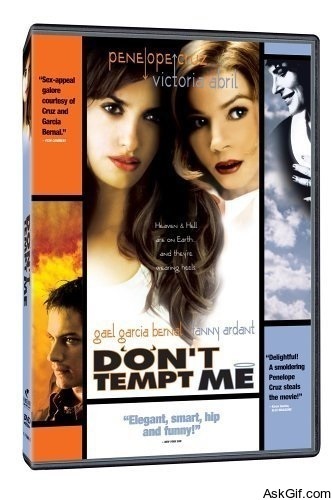 PENELOPE CRUZ
victoria abril
"Sex-appeal
galore
courtesy of
Cruz and
Garcia
Bernal."
Heaven & Hell
are on Earth...
and they're
wearing heels
gael garcia bernal fanny ardant
DON'T
TEMPT ME
"Elegant, smart, hip
and funny!"
"Delightful!
A smoldering
Penelope
Cruz steals
the movie!"
DON'T TEMPT ME
AskGif.com